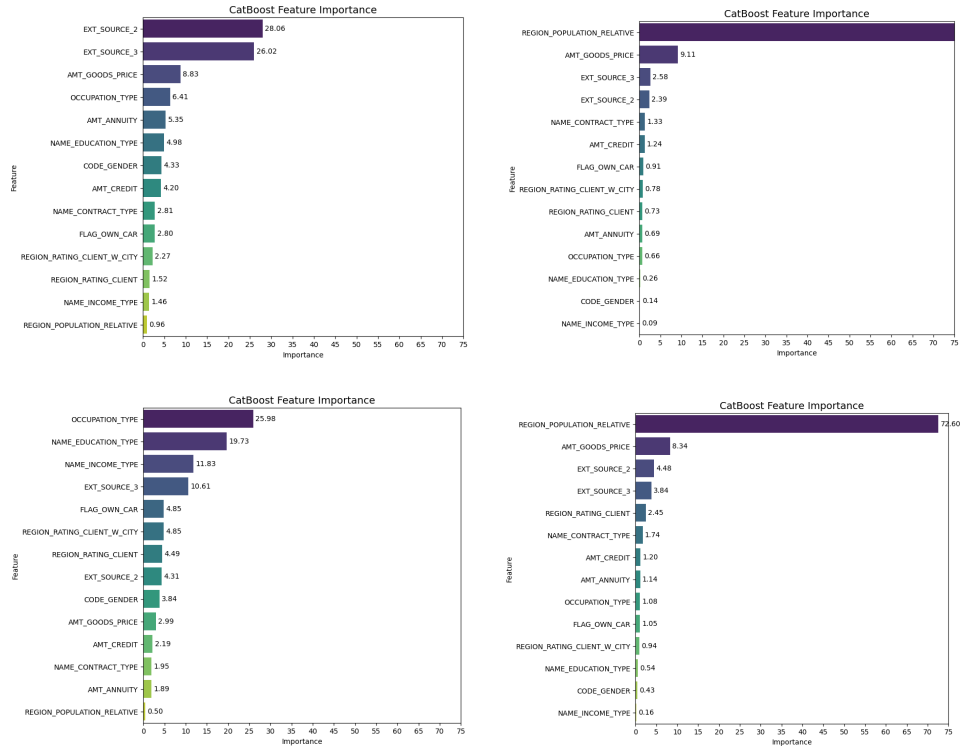 CatBoost Feature Importance
EXT_SOURCE_2 28.06
EXT_SOURCE_3 26.02
AMT_GOODS_PRICE 8.83
OCCUPATION_TYPE 6.41
AMT_ANNUITY 5.35
NAME_EDUCATION_TYPE 4.98
CODE_GENDER 4.33
AMT_CREDIT 4.20
NAME_CONTRACT_TYPE 2.81
FLAG_OWN_CAR 2.80
REGION_RATING_CLIENT_W_CITY 2.27
REGION_RATING_CLIENT 1.52
NAME_INCOME_TYPE 1.46
REGION_POPULATION_RELATIVE 0.96
Feature
0 5 10 15 20 25 30 35 40 45 50 55 60 65 70 75
Importance
CatBoost Feature Importance
REGION_POPULATION_RELATIVE
AMT_GOODS_PRICE 9.11
EXT_SOURCE_3 2.58
EXT_SOURCE_2 2.39
NAME_CONTRACT_TYPE 1.33
AMT_CREDIT 1.24
FLAG_OWN_CAR 0.91
REGION_RATING_CLIENT_W_CITY 0.78
REGION_RATING_CLIENT 0.73
AMT_ANNUITY 0.69
OCCUPATION_TYPE 0.66
NAME_EDUCATION_TYPE 0.26
CODE_GENDER 0.14
NAME_INCOME_TYPE 0.09
Feature
0 5 10 15 20 25 30 35 40 45 50 55 60 65 70 75
Importance
CatBoost Feature Importance
OCCUPATION_TYPE 25.98
NAME_EDUCATION_TYPE 19.73
NAME_INCOME_TYPE 11.83
EXT_SOURCE_3 10.61
FLAG_OWN_CAR 4.85
REGION_RATING_CLIENT_W_CITY 4.85
REGION_RATING_CLIENT 4.49
EXT_SOURCE_2 4.31
CODE_GENDER 3.84
AMT_GOODS_PRICE 2.99
AMT_CREDIT 2.19
NAME_CONTRACT_TYPE 1.95
AMT_ANNUITY 1.89
REGION_POPULATION_RELATIVE 0.50
Feature
0 5 10 15 20 25 30 35 40 45 50 55 60 65 70 75
Importance
CatBoost Feature Importance
REGION_POPULATION_RELATIVE 72.60
AMT_GOODS_PRICE 8.34
EXT_SOURCE_2 4.48
EXT_SOURCE_3 3.84
REGION_RATING_CLIENT 2.45
NAME_CONTRACT_TYPE 1.74
AMT_CREDIT 1.20
AMT_ANNUITY 1.14
OCCUPATION_TYPE 1.08
FLAG_OWN_CAR 1.05
REGION_RATING_CLIENT_W_CITY 0.94
NAME_EDUCATION_TYPE 0.54
CODE_GENDER 0.43
NAME_INCOME_TYPE 0.16
Feature
0 5 10 15 20 25 30 35 40 45 50 55 60 65 70 75
Importance